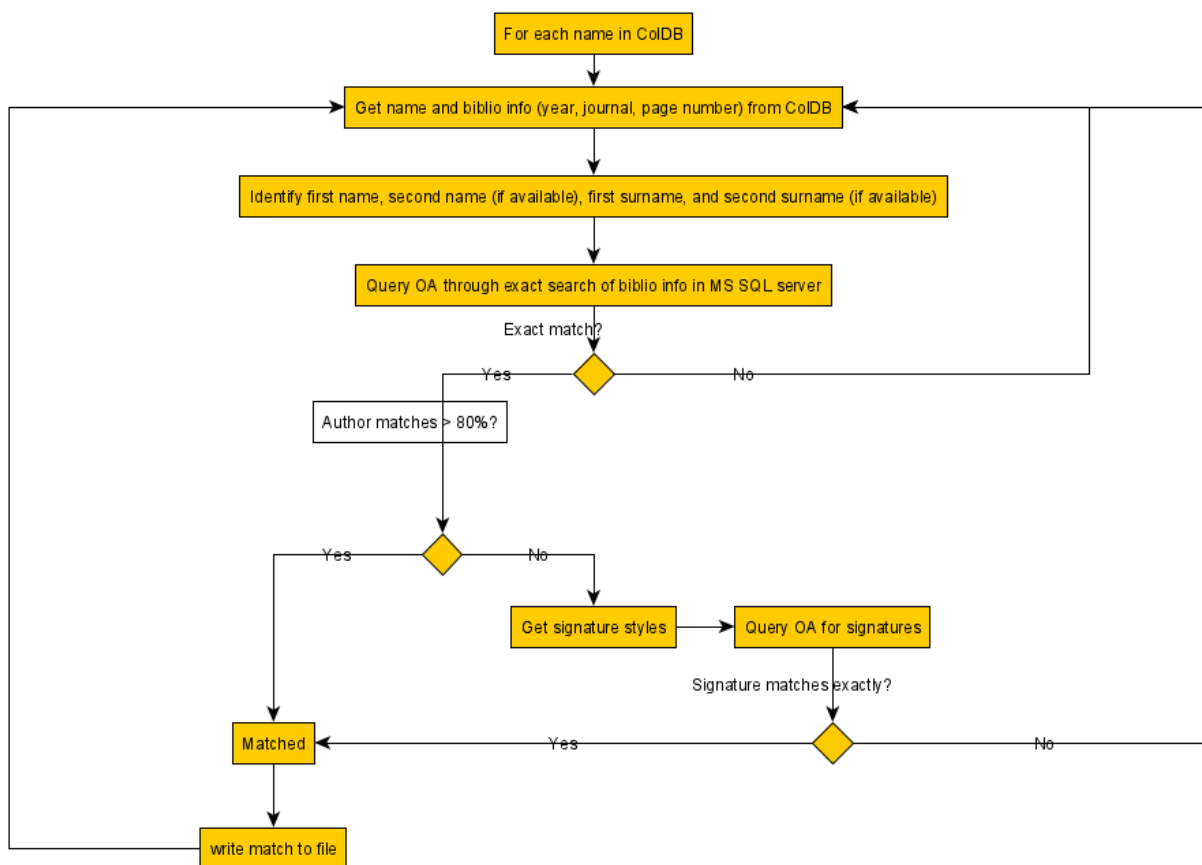 For each name in ColDB
Get name and biblio info (year, journal, page number) from ColDB
Identify first name, second name (if available), first surname, and second surname (if available)
Query OA through exact search of biblio info in MS SQL server
Exact match?
Yes
No
Author matches > 80%?
Yes
No
Get signature styles
Query OA for signatures
Signature matches exactly?
Matched
Yes
No
write match to file